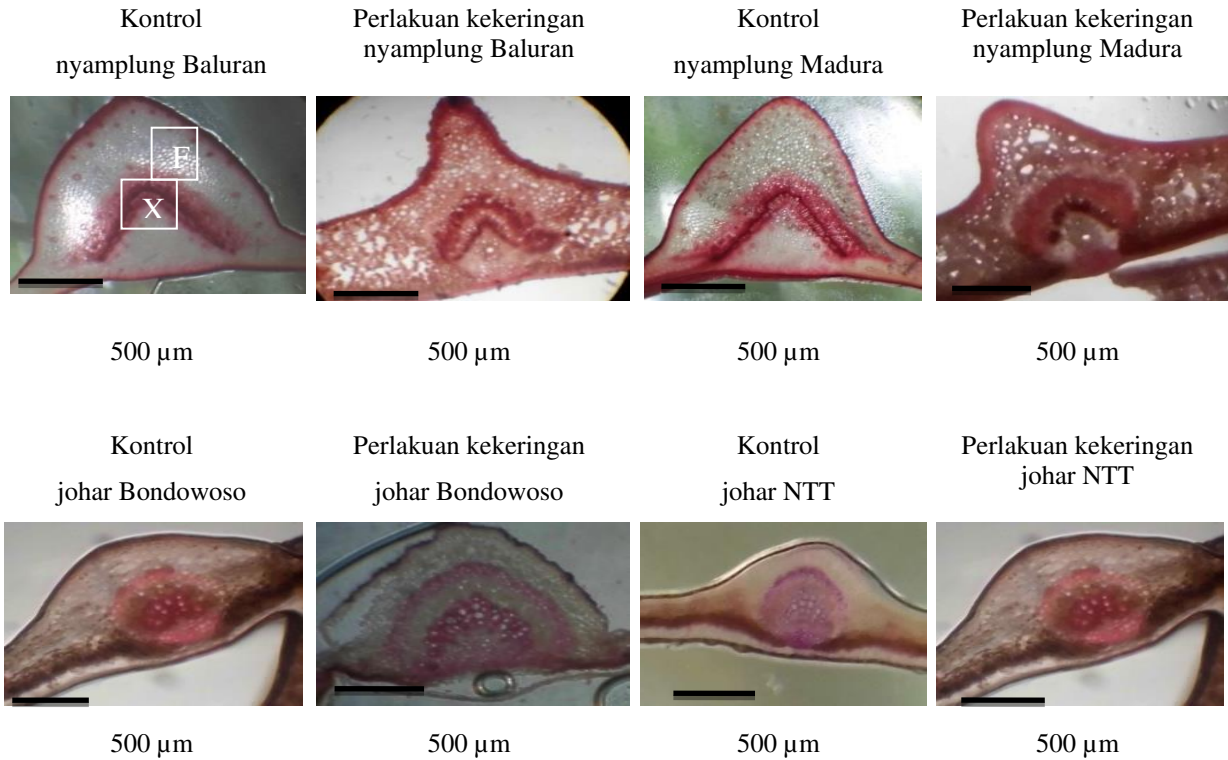 Kontrol
nyamplung Baluran
Perlakuan kekeringan
nyamplung Baluran
Kontrol
nyamplung Madura
Perlakuan kekeringan
nyamplung Madura
F
X
500 µm
500 µm
500 µm
500 µm
Kontrol
johar Bondowoso
Perlakuan kekeringan
johar Bondowoso
Kontrol
johar NTT
Perlakuan kekeringan
johar NTT
500 µm
500 µm
500 µm
500 µm